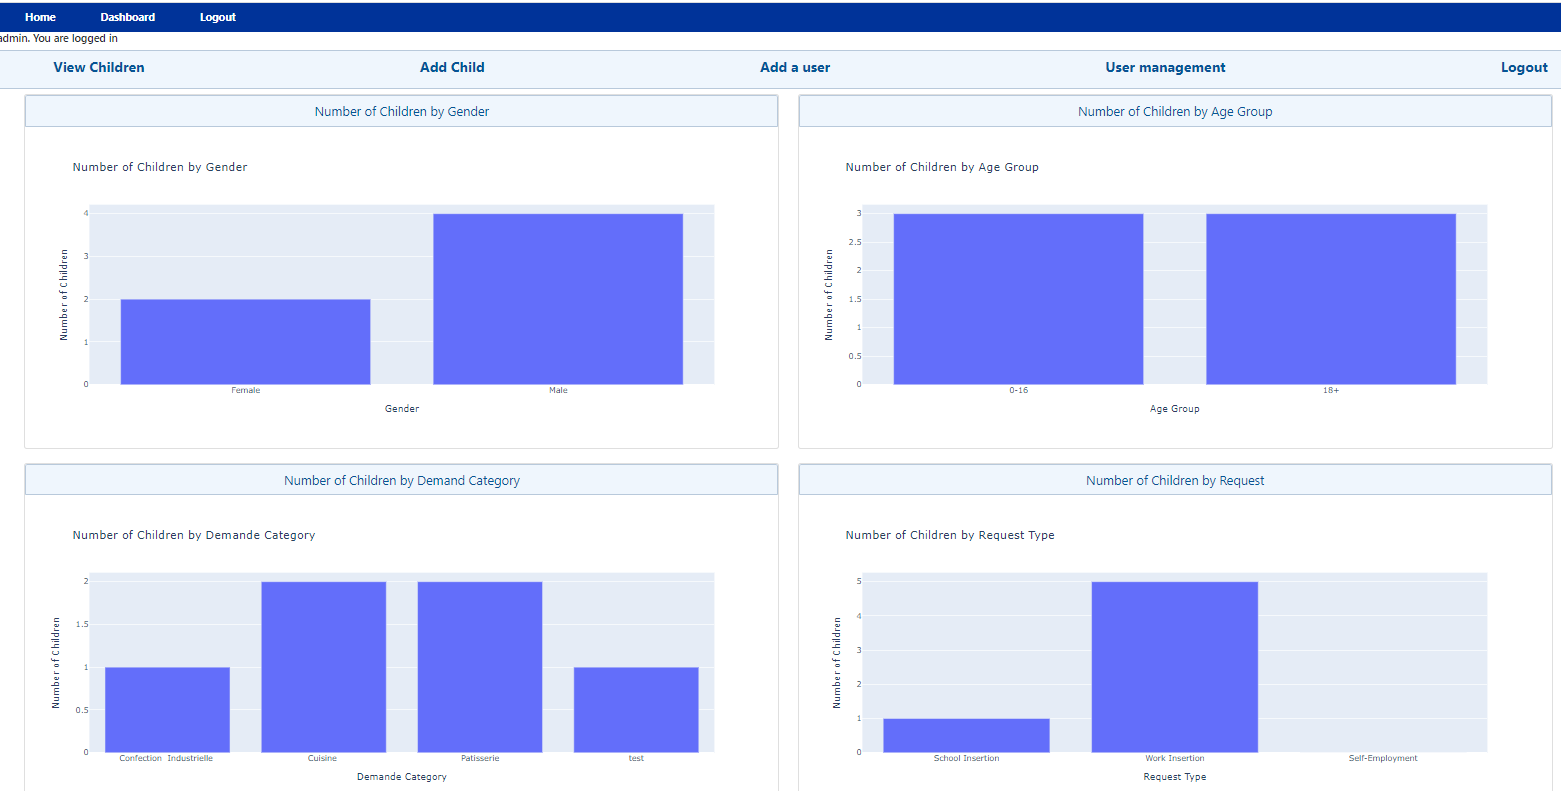 Home Dashboard Logout
admin. You are logged in
View Children Add Child Add a user User management Logout
Number of Children by Gender
Number of Children by Gender
4
3
2
1
0
Number of Children
Female Male
Gender
Number of Children by Age Group
Number of Children by Age Group
3
2.5
2
1.5
1
0.5
0
Number of Children
0-16 18+
Age Group
Number of Children by Demand Category
Number of Children by Demande Category
2
1.5
1
0.5
0
Number of Children
Confection Industrielle Cuisine Patisserie test
Demande Category
Number of Children by Request
Number of Children by Request Type
5
4
3
2
1
0
Number of Children
School Insertion Work Insertion Self-Employment
Request Type